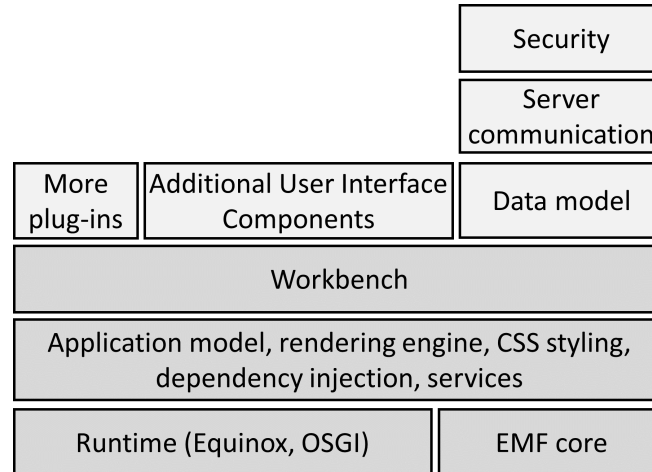 Security
Server
communication
More
plug-ins
Additional User Interface
Components
Data model
Workbench
Application model, rendering engine, CSS styling,
dependency injection, services
Runtime (Equinox, OSGI)
EMF core